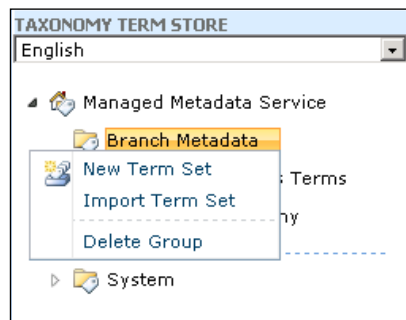 TAXONOMY TERM STORE
English
Managed Metadata Service
Branch Metadata
New Term Set
Terms
Import Term Set
Delete Group
System